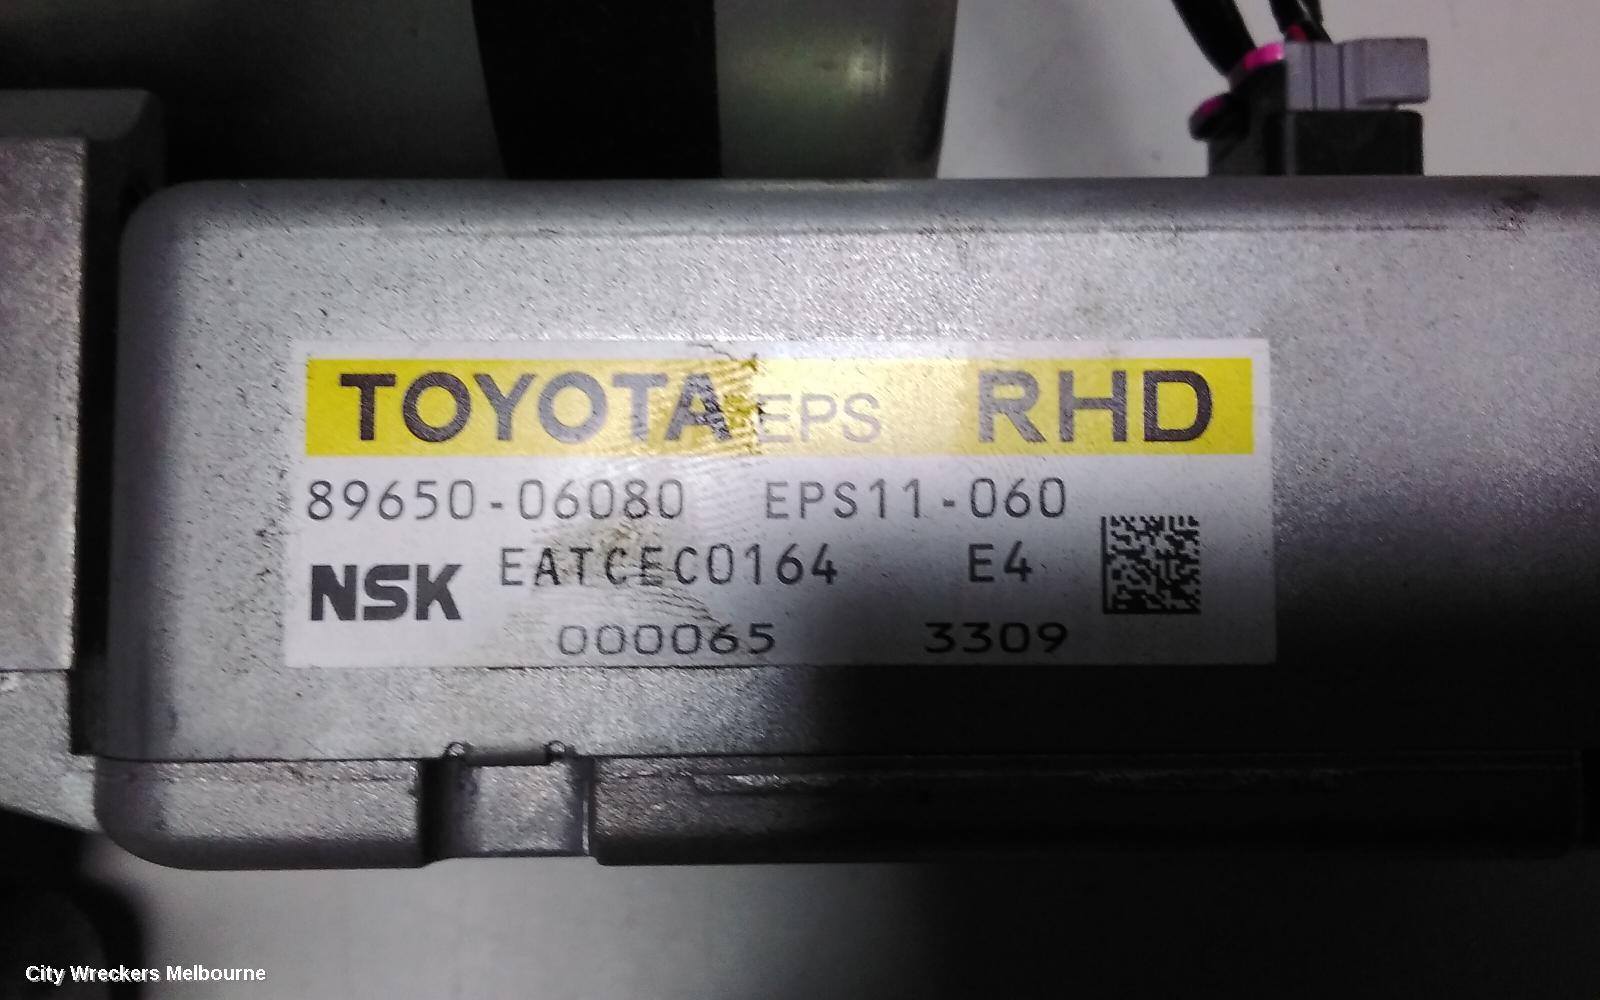 TOYOTA EPS RHD
89650-06080 EPS11-060
NSK EATCEC0164 E4
000065 3309
City Wreckers Melbourne